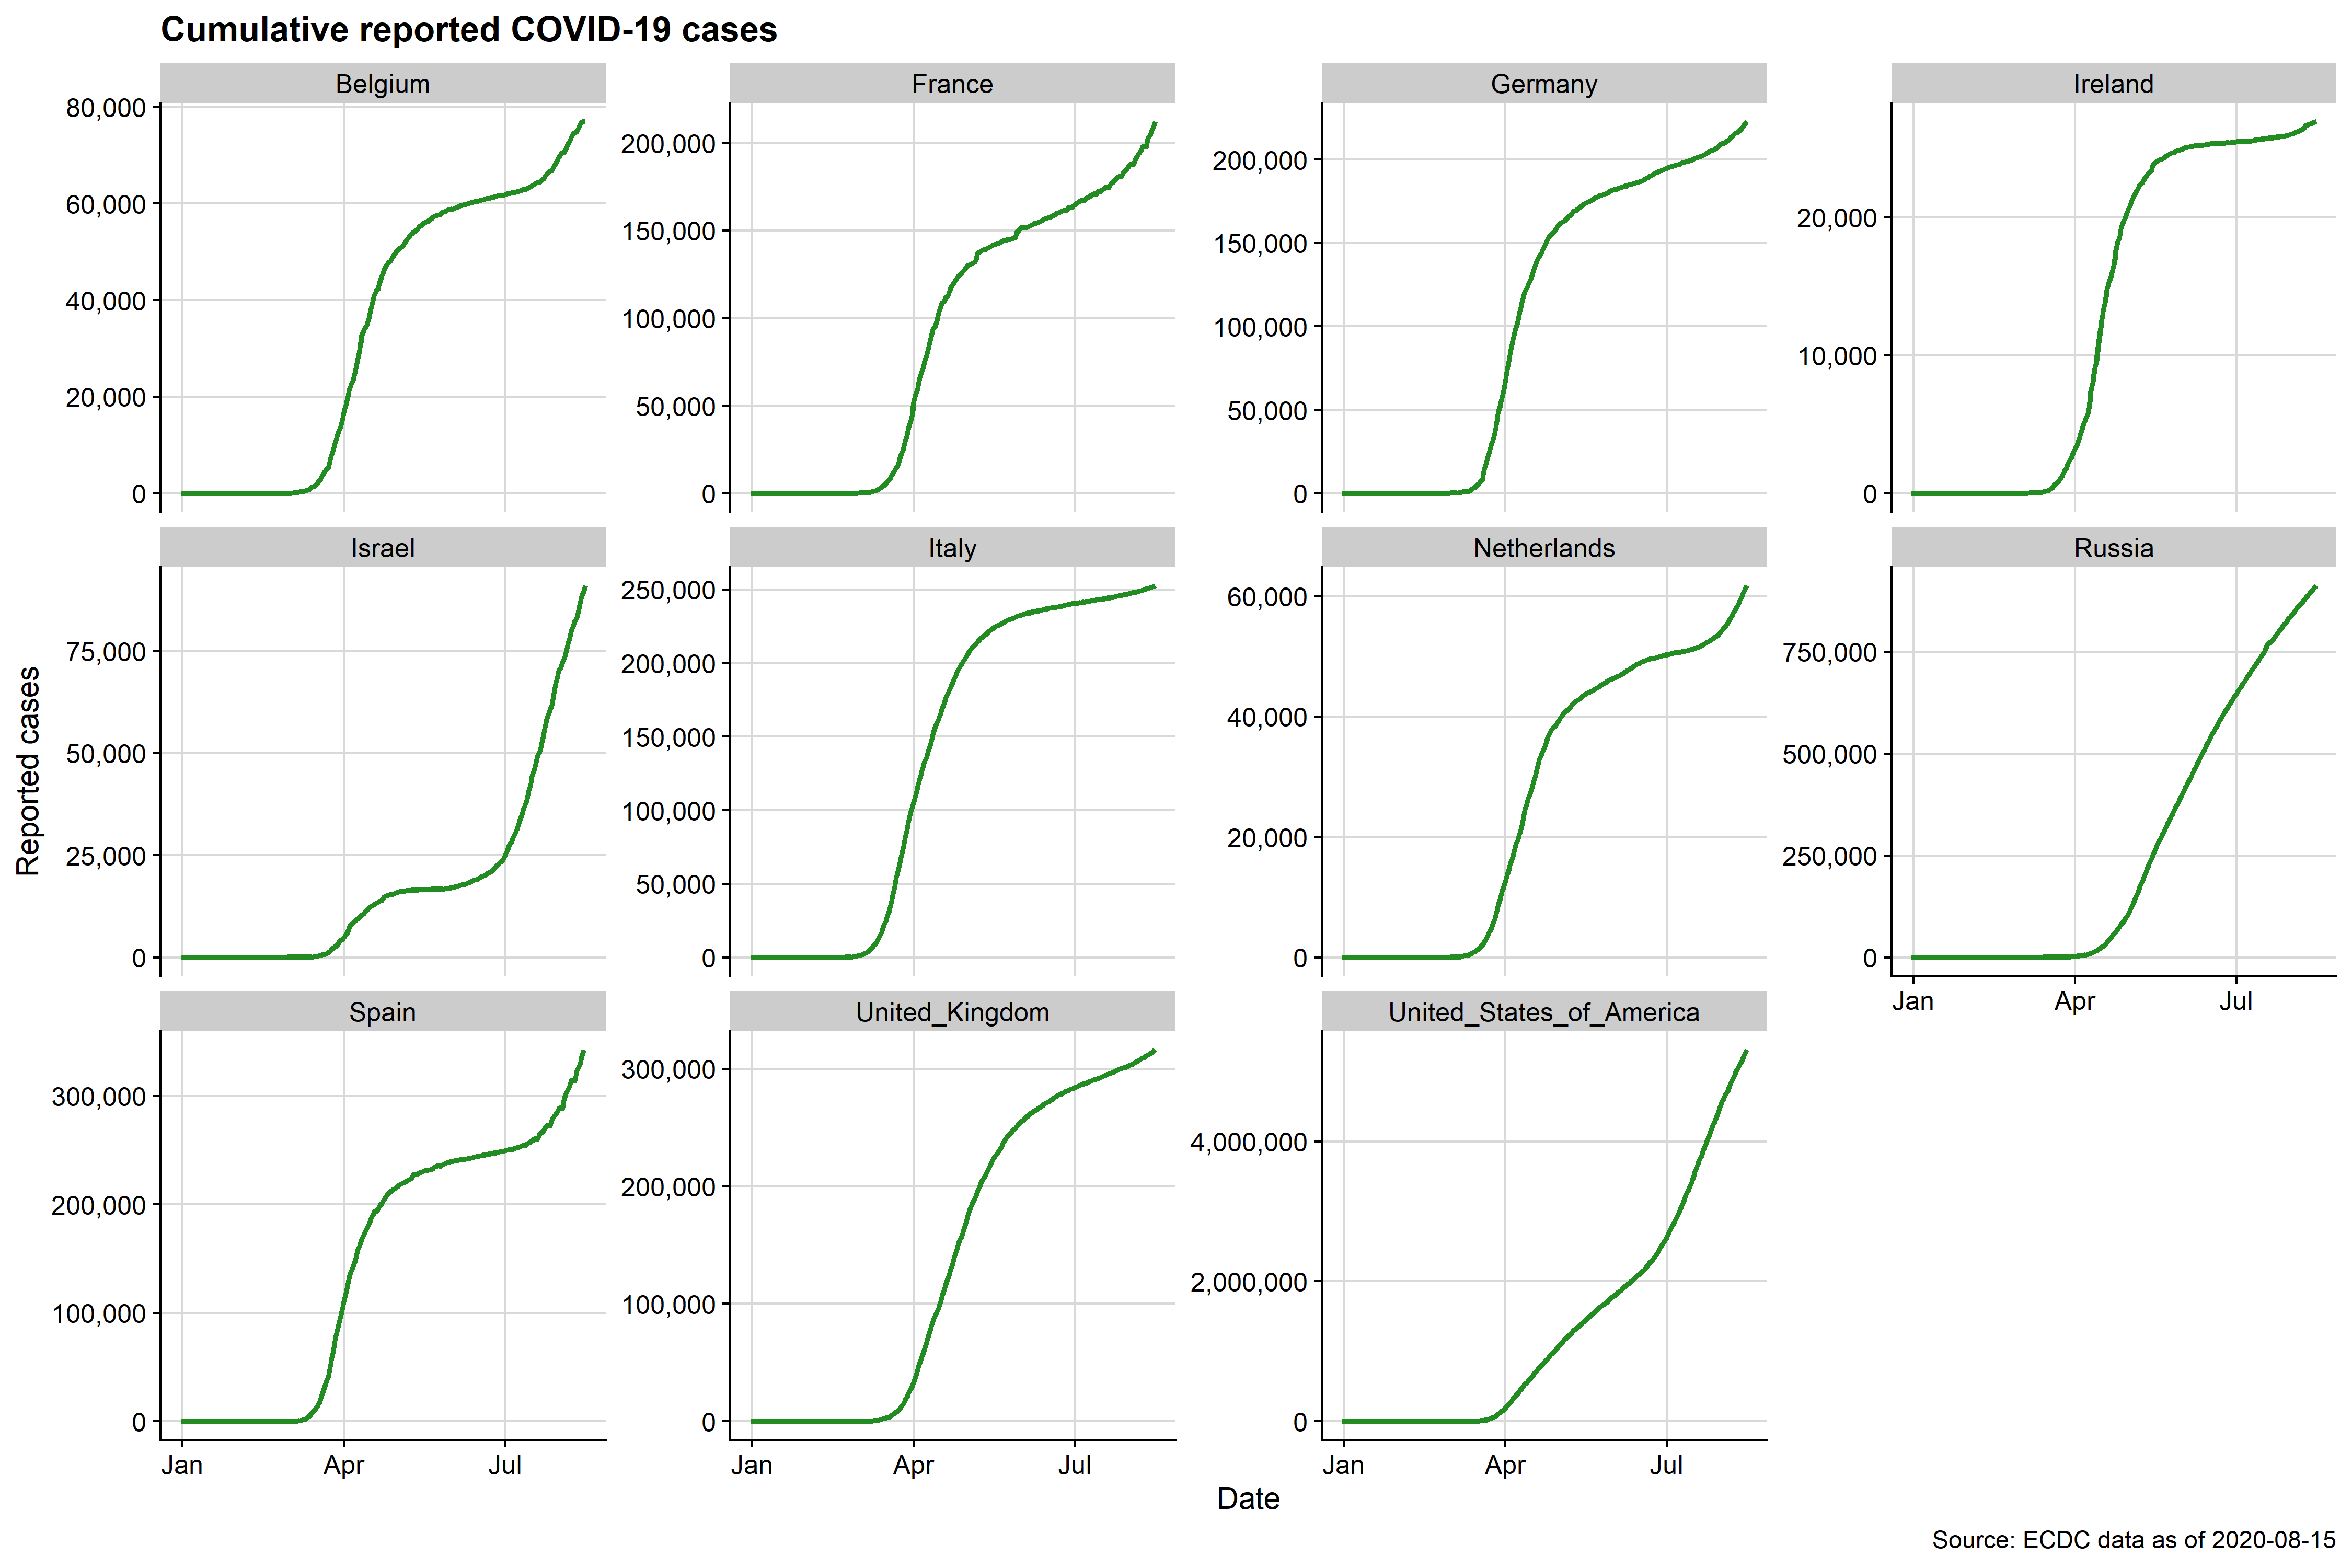 Cumulative reported COVID-19 cases
Belgium
France
Germany
Ireland
80,000
60,000
40,000
20,000
0
200,000
150,000
100,000
50,000
0
200,000
150,000
100,000
50,000
0
20,000
10,000
0
Israel
Italy
Netherlands
Russia
75,000
50,000
25,000
0
250,000
200,000
150,000
100,000
50,000
0
60,000
40,000
20,000
0
750,000
500,000
250,000
0
Jan
Apr
Jul
Reported cases
Spain
United_Kingdom
United_States_of_America
300,000
200,000
100,000
0
300,000
200,000
100,000
0
4,000,000
2,000,000
0
Jan
Apr
Jul
Jan
Apr
Jul
Jan
Apr
Jul
Date
Source: ECDC data as of 2020-08-15